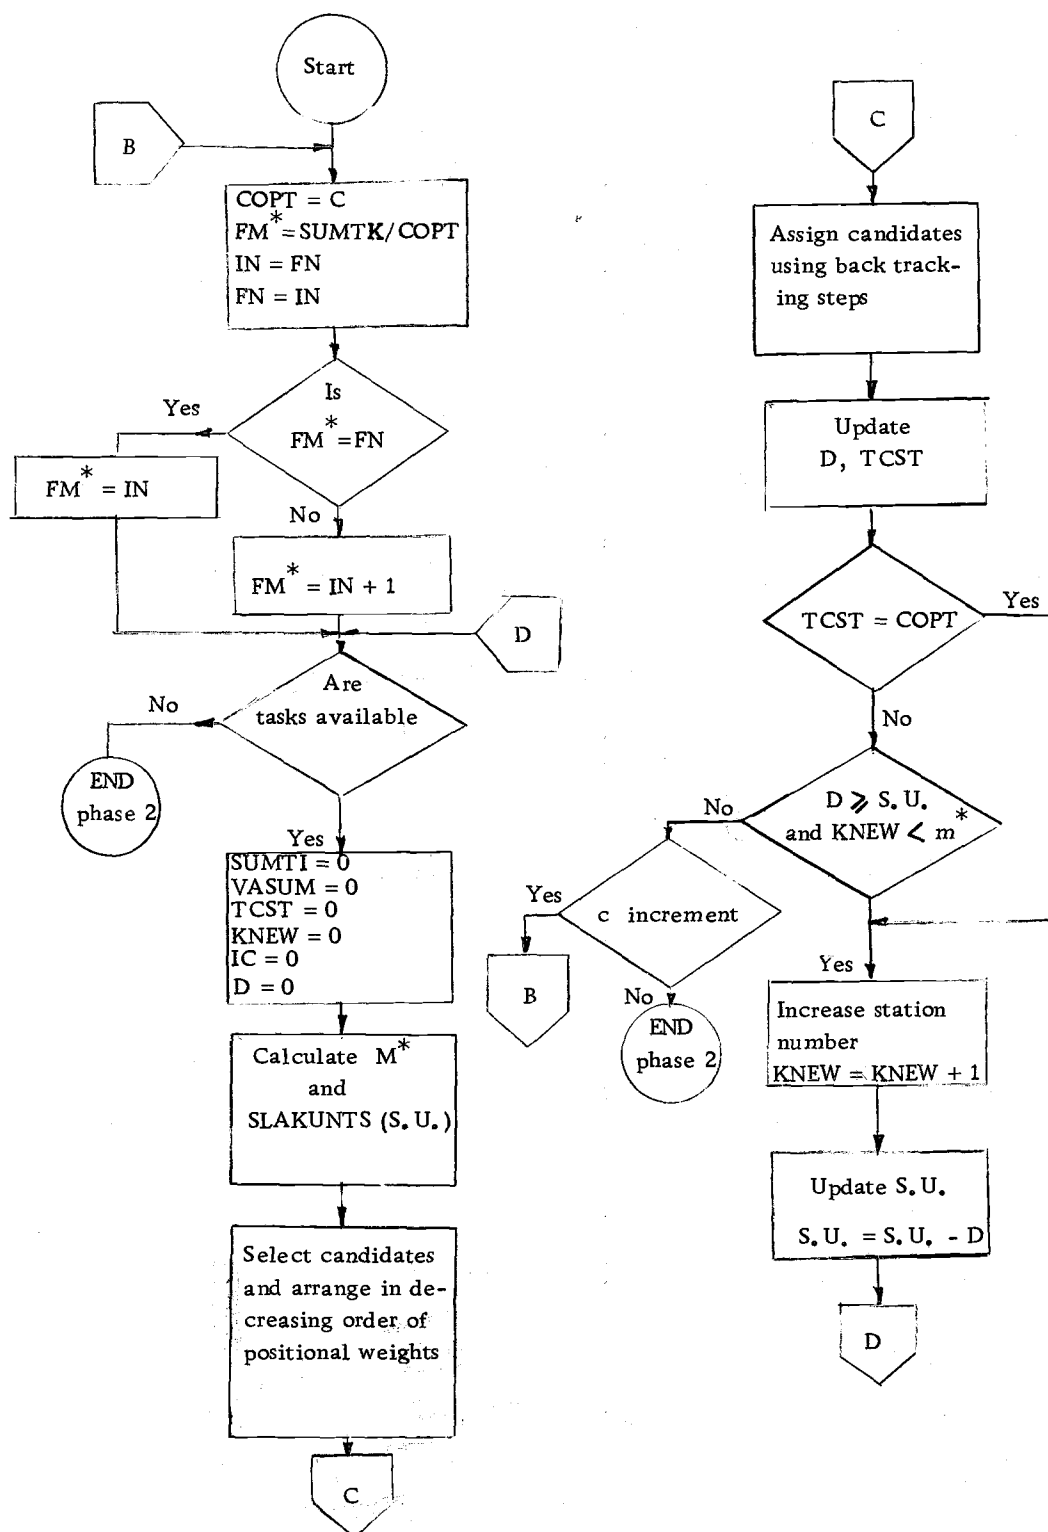 Start
B
COPT = C
FM* = SUMTK/COPT
IN = FN
FN = IN
Is
FM* = FN
Yes
FM* = IN
No
FM* = IN + 1
D
Are
tasks available
No
END
phase 2
Yes
SUMTI = 0
VASUM = 0
TCST = 0
KNEW = 0
IC = 0
D = 0
Calculate M*
and
SLAKUNTS (S.U.)
Select candidates
and arrange in de-
creasing order of
positional weights
C
C
Assign candidates
using back track-
ing steps
Update
D, TCST
TCST = COPT
Yes
No
D ⩾ S.U.
and KNEW < m*
No
c increment
Yes
B
No
END
phase 2
Yes
Increase station
number
KNEW = KNEW + 1
Update S.U.
S.U. = S.U. - D
D